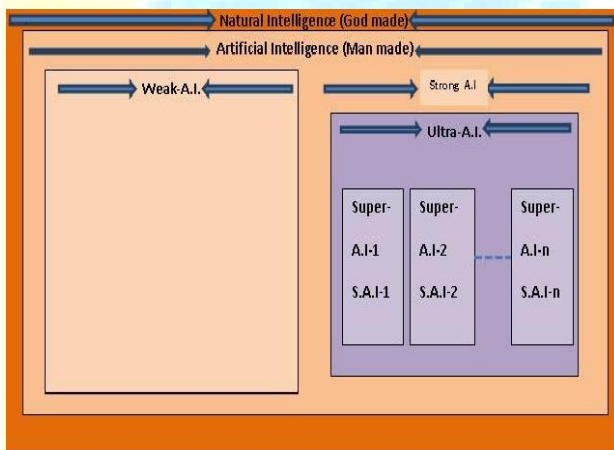 Natural Intelligence (God made)
Artificial Intelligence (Man made)
Weak-A.I.
Strong A.I
Ultra-A.I.
Super-
A.I-1
S.A.I-1
Super-
A.I-2
S.A.I-2
Super-
A.I-n
S.A.I-n